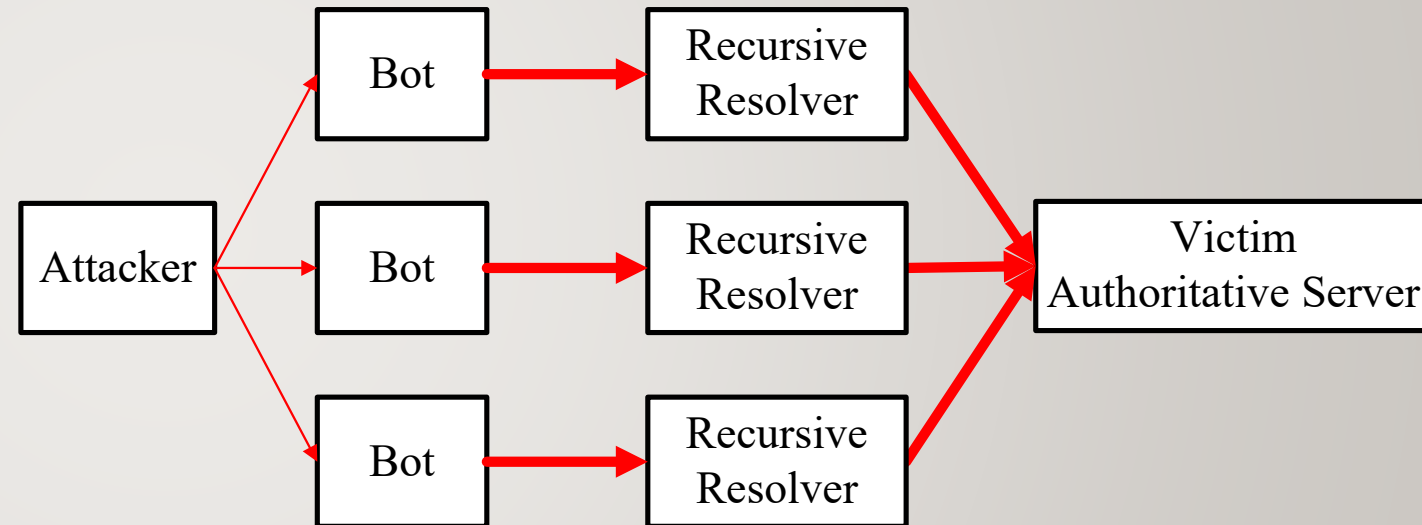 Bot
Recursive
Resolver
Attacker
Bot
Recursive
Resolver
Victim
Authoritative Server
Bot
Recursive
Resolver